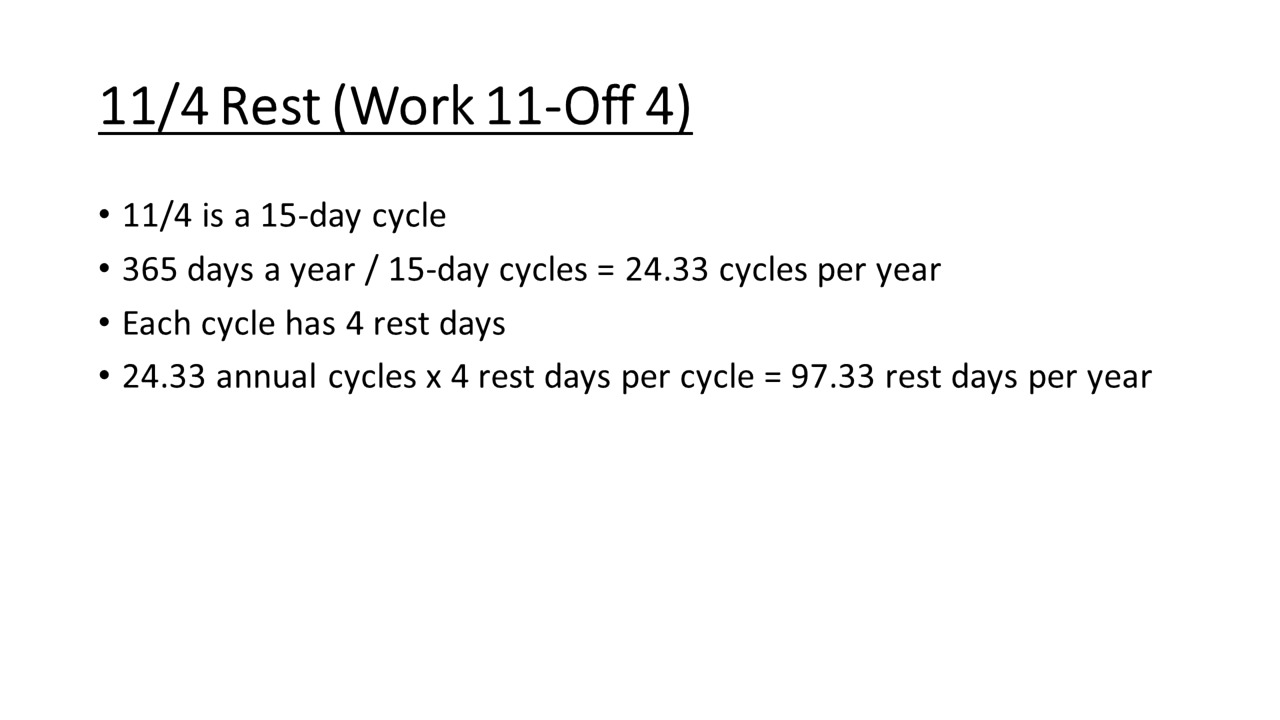 11/4 Rest (Work 11-Off 4)
• 11/4 is a 15-day cycle
• 365 days a year / 15-day cycles = 24.33 cycles per year
• Each cycle has 4 rest days
• 24.33 annual cycles x 4 rest days per cycle = 97.33 rest days per year